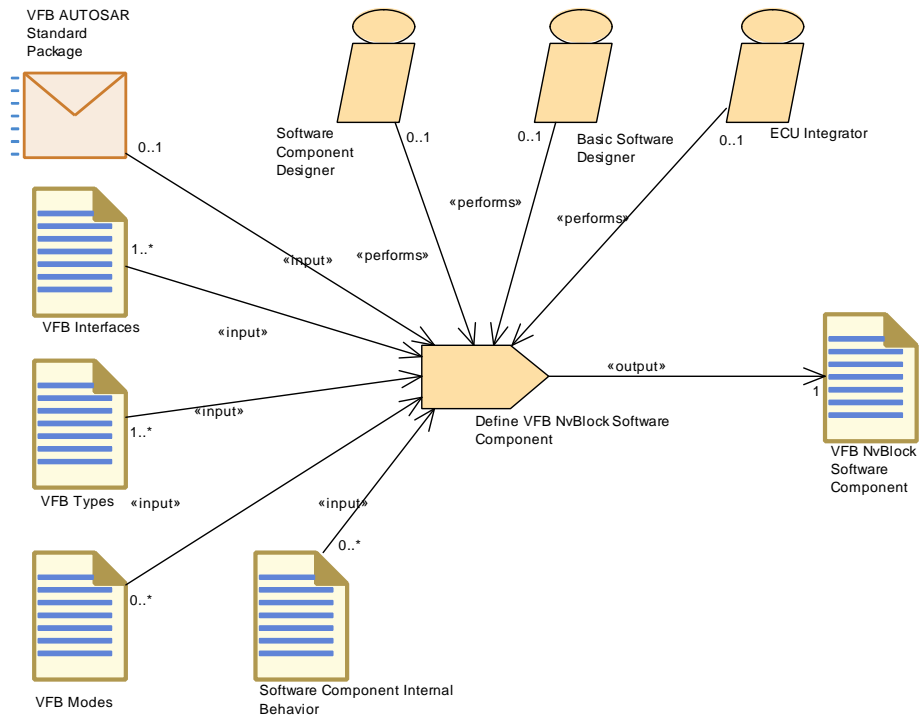 VFB AUTOSAR
Standard
Package
0..1
Software
Component
Designer
0..1
Basic Software
Designer
0..1
ECU Integrator
0..1
«performs»
«performs»
«performs»
«input»
1..*
VFB Interfaces
«input»
«output»
1
Define VFB NvBlock Software
Component
VFB NvBlock
Software
Component
«input»
1..*
VFB Types
«input»
«input»
0..*
0..*
VFB Modes
Software Component Internal
Behavior